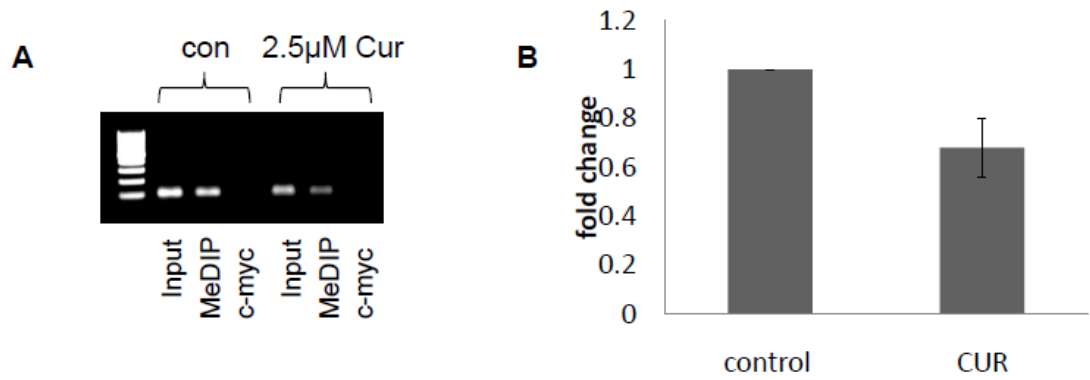 A
con
2.5µM Cur
Input
MeDIP
c-myc
Input
MeDIP
c-myc
B
fold change
1.2
1
0.8
0.6
0.4
0.2
0
control
CUR